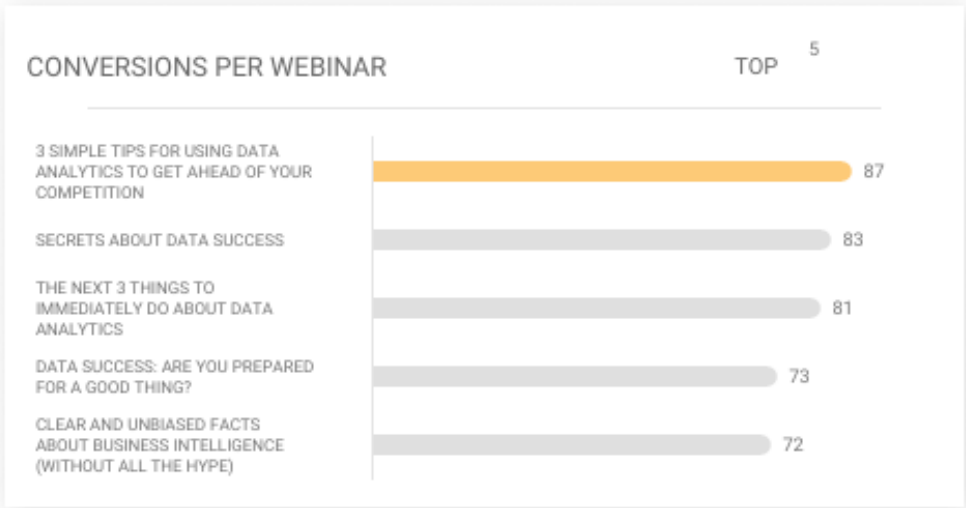 CONVERSIONS PER WEBINAR
TOP 5
3 SIMPLE TIPS FOR USING DATA
ANALYTICS TO GET AHEAD OF YOUR
COMPETITION
87
SECRETS ABOUT DATA SUCCESS
83
THE NEXT 3 THINGS TO
IMMEDIATELY DO ABOUT DATA
ANALYTICS
81
DATA SUCCESS: ARE YOU PREPARED
FOR A GOOD THING?
73
CLEAR AND UNBIASED FACTS
ABOUT BUSINESS INTELLIGENCE
(WITHOUT ALL THE HYPE)
72